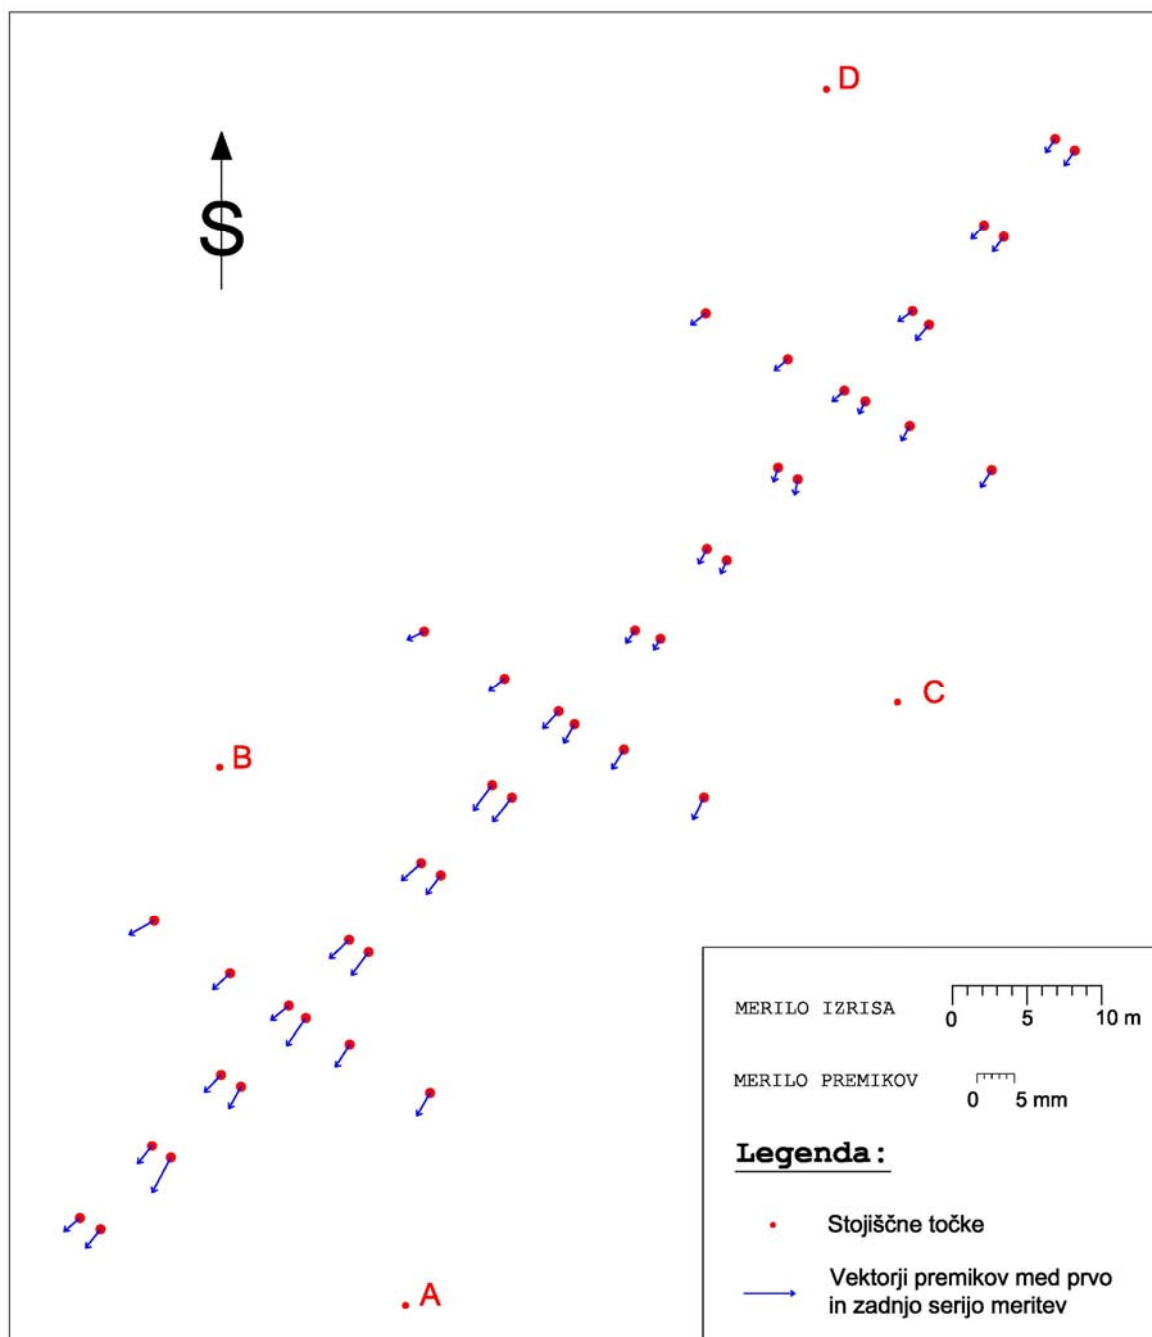 D
S
C
B
MERILO IZRISA
0 5 10 m
MERILO PREMIKOV
0 5 mm
Legenda:
Stojiščne točke
Vektorji premikov med prvo
in zadnjo serijo meritev
A